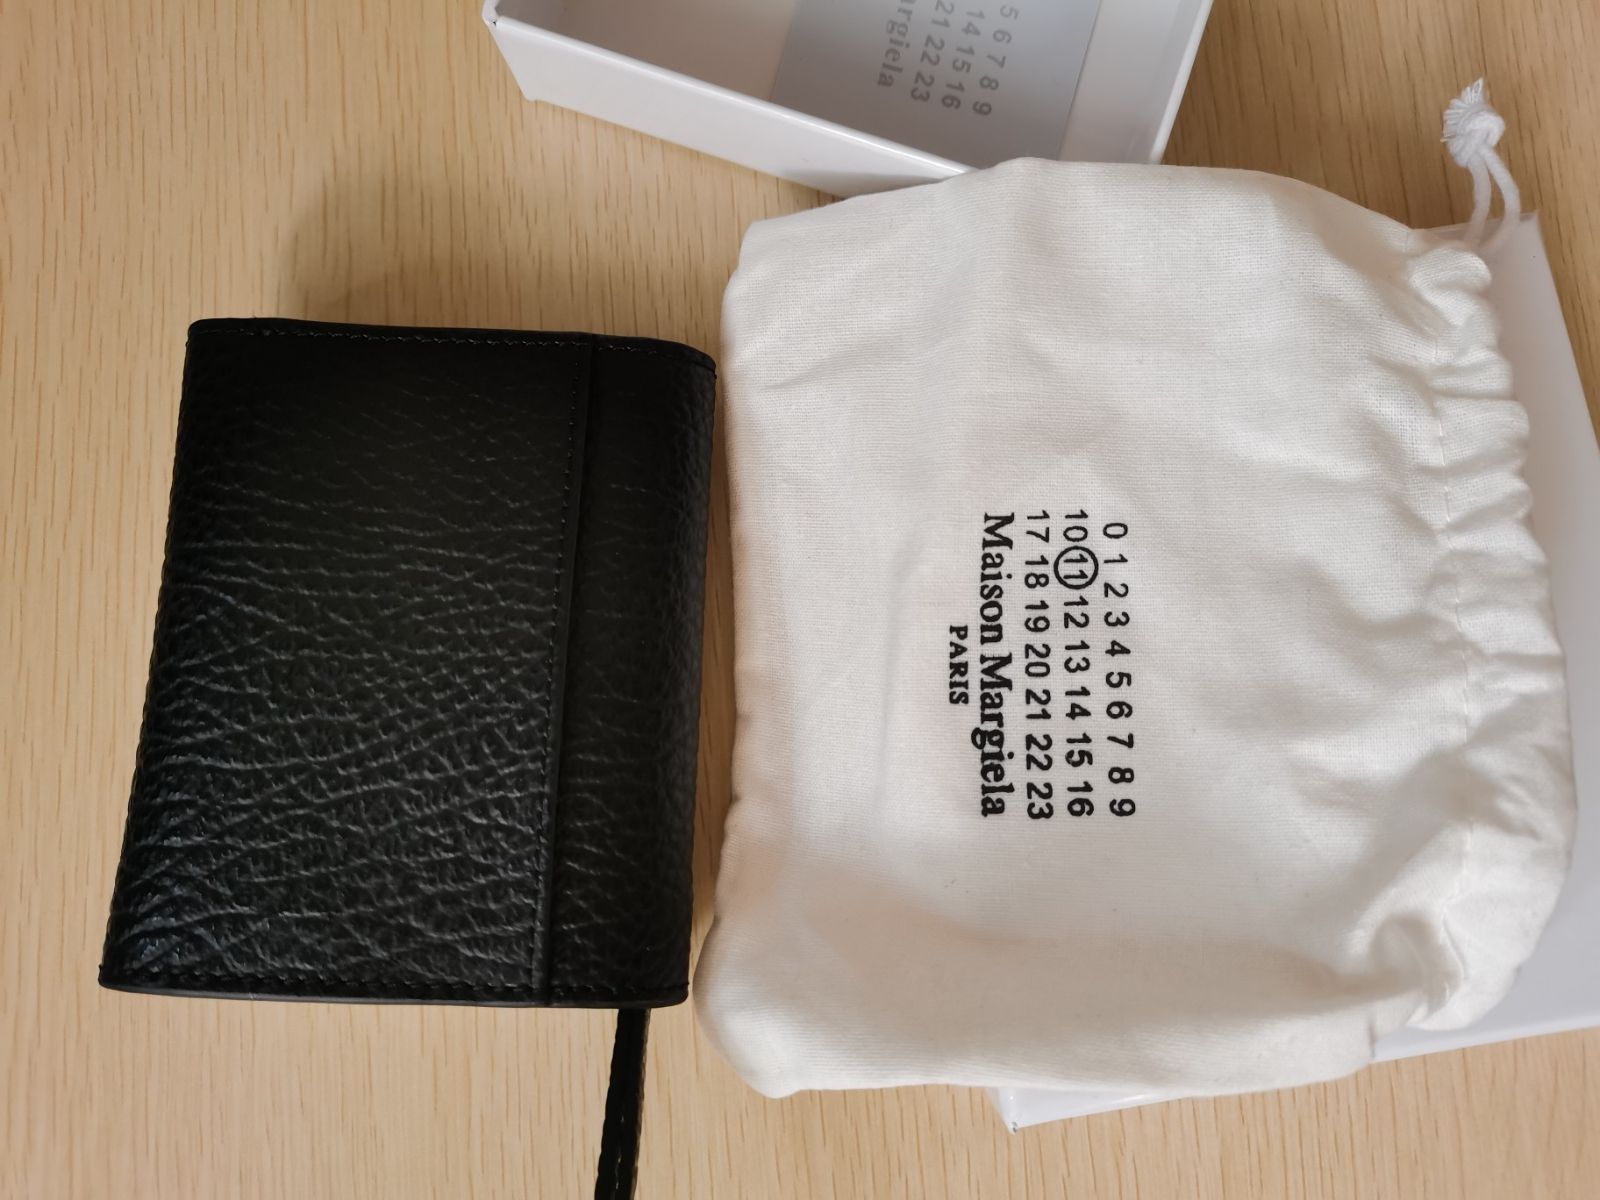 5 6 7 8 9
14 15 16
21 22 23
argiela
0 1 2 3 4 5 6 7 8 9
10 11 12 13 14 15 16
17 18 19 20 21 22 23
Maison Margiela
PARIS